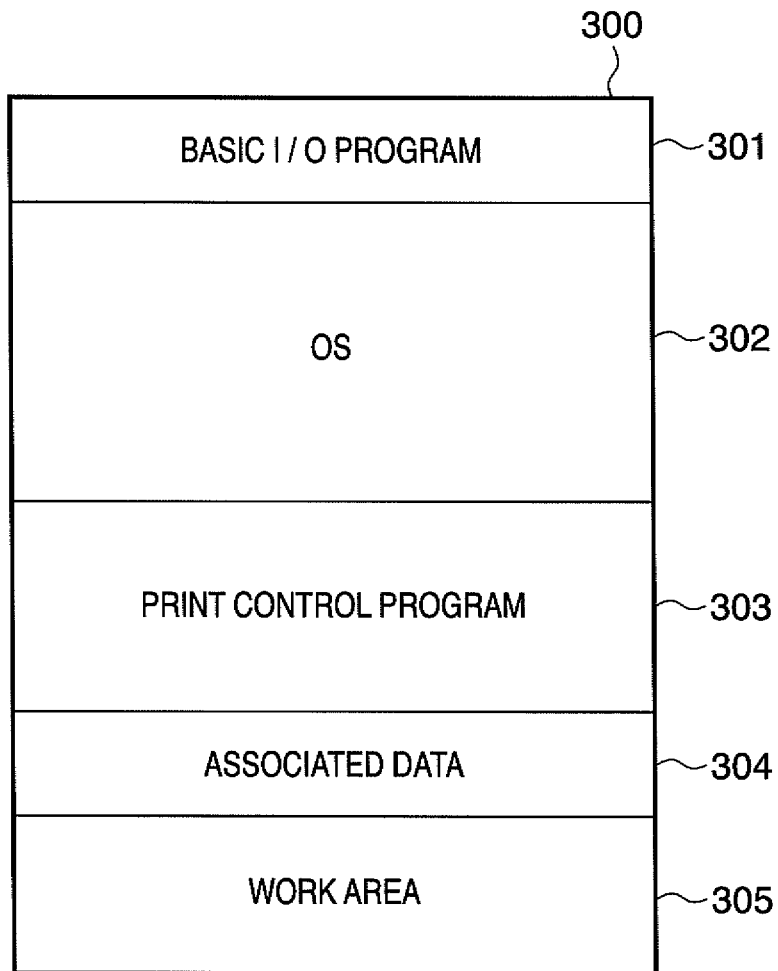 300
BASIC I / O PROGRAM 301
OS 302
PRINT CONTROL PROGRAM 303
ASSOCIATED DATA 304
WORK AREA 305